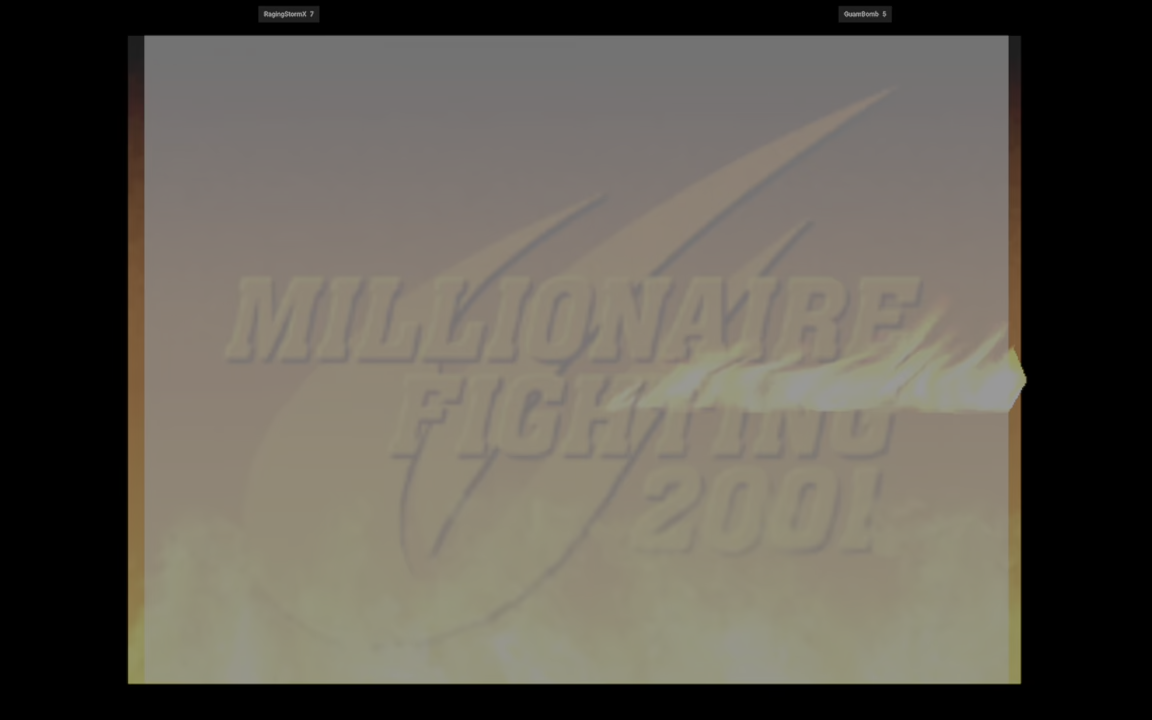 RagingStormX 7
GuamBomb 5
MILLIONAIRE
FIGHTING
2001